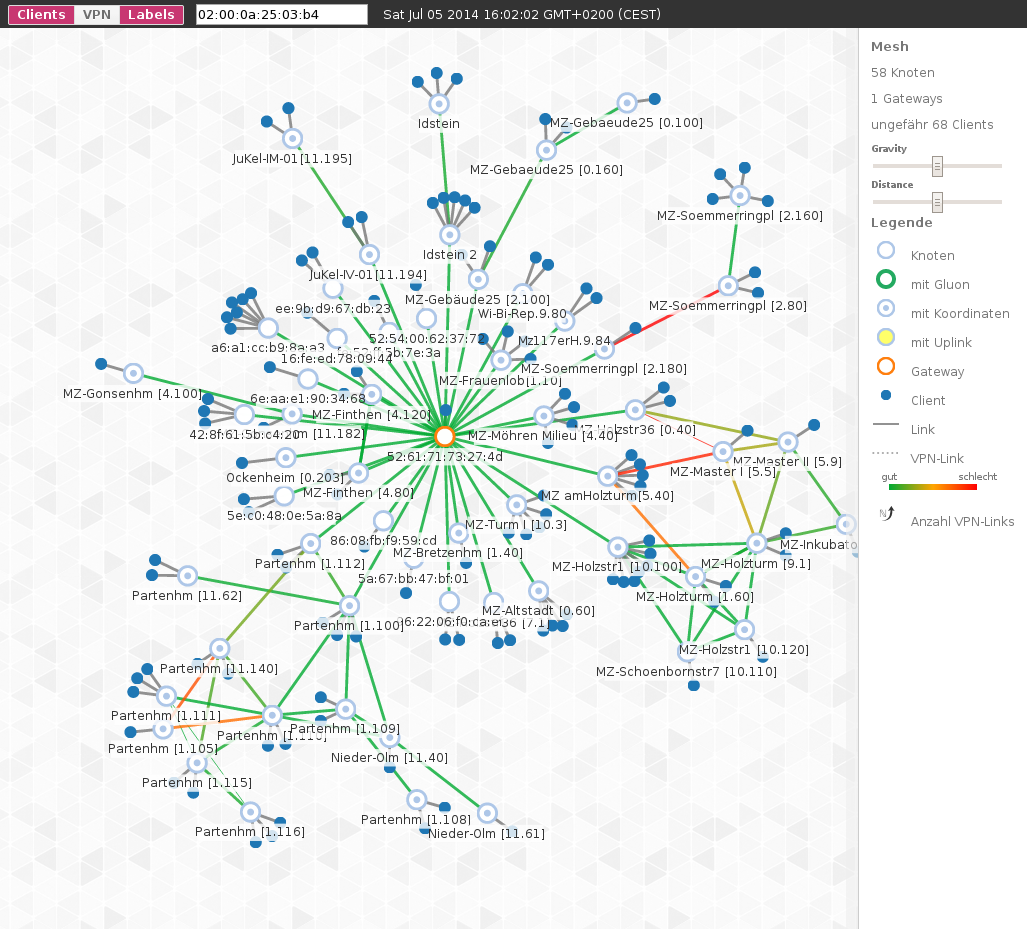 Clients VPN Labels 02:00:0a:25:03:b4 Sat Jul 05 2014 16:02:02 GMT+0200 (CEST)
Mesh
58 Knoten
1 Gateways
ungefähr 68 Clients
Gravity
Distance
Legende
Knoten
mit Gluon
mit Koordinaten
mit Uplink
Gateway
Client
Link
VPN-Link
gut schlecht
Anzahl VPN-Links
Idstein
MZ-Gebaeude25 [0.100]
JuKel-IM-01[11.195]
MZ-Gebaeude25 [0.160]
MZ-Soemmerringpl [2.160]
Idstein 2
JuKel-IV-01[11.194]
MZ-Gebäude25 [2.100]
MZ-Soemmerringpl [2.80]
ee:9b:d9:67:db:23
Wi-Bi-Rep.9.80
52:54:00:62:37:72
Mz117erH.9.84
a6:a1:cc:b9:8a:a3
5b:7e:3a
16:fe:ed:78:09:44
MZ-Soemmerringpl [2.180]
MZ-Frauenlob[1.10]
MZ-Gonsenhm [4.100]
6e:aa:e1:90:34:68
MZ-Finthen [4.120]
42:8f:61:5b:c4:20
[11.182]
MZ-Möhren Milieu [4.40]
MZ-Holzstr36 [0.40]
52:61:71:73:27:4d
MZ-Master II [5.9]
MZ-Master I [5.5]
Ockenheim [0.203]
MZ-Finthen [4.80]
MZ amHolzturm[5.40]
5e:c0:48:0e:5a:8a
MZ-Turm I [10.3]
86:08:fb:f9:59:cd
MZ-Inkubato
MZ-Bretzenhm [1.40]
Partenhm [1.112]
MZ-Holzstr1 [10.100]
MZ-Holzturm [9.1]
5a:67:bb:47:bf:01
Partenhm [11.62]
MZ-Holzturm [1.60]
MZ-Altstadt [0.60]
Partenhm [1.100]
[7.1]
MZ-Holzstr1 [10.120]
Partenhm [11.140]
MZ-Schoenbornstr7 [10.110]
Partenhm [1.111]
Partenhm [1.109]
Partenhm [1.105]
Nieder-Olm [11.40]
Partenhm [1.115]
Partenhm [1.108]
Partenhm [1.116]
Nieder-Olm [11.61]